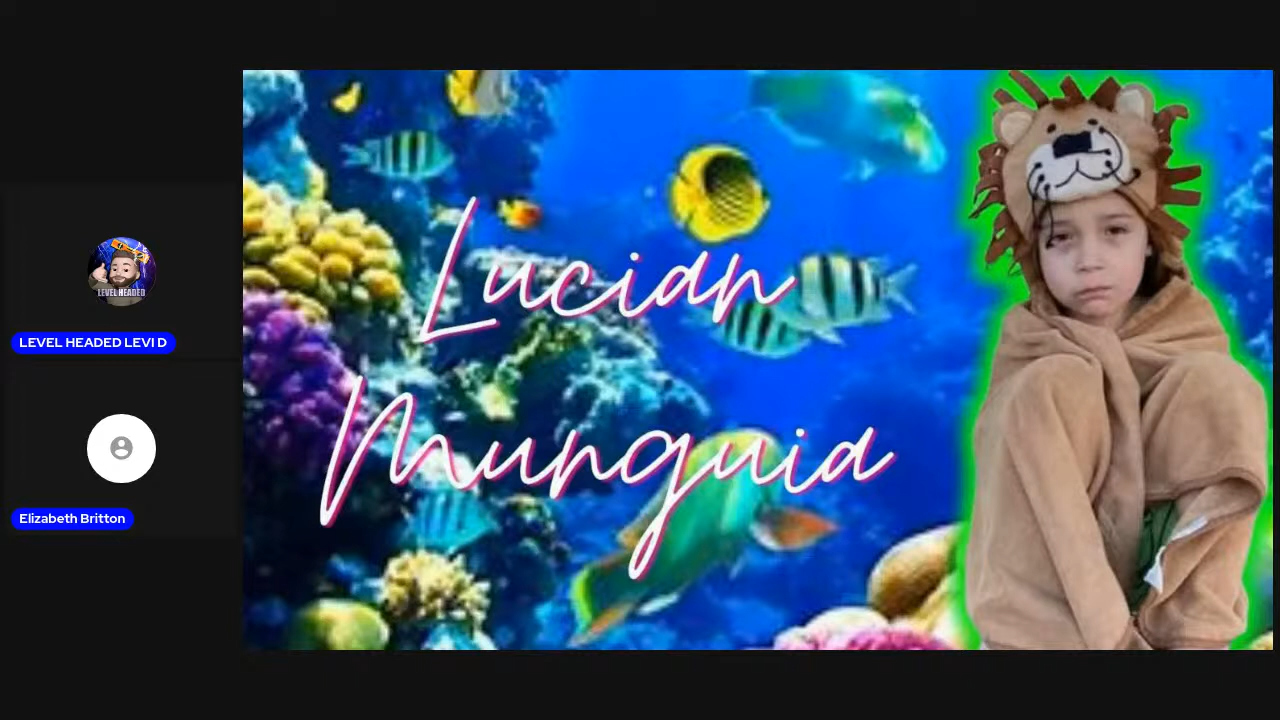 LEVEL HEADED
LEVEL HEADED LEVI D
Elizabeth Britton
Lucian
Munguia